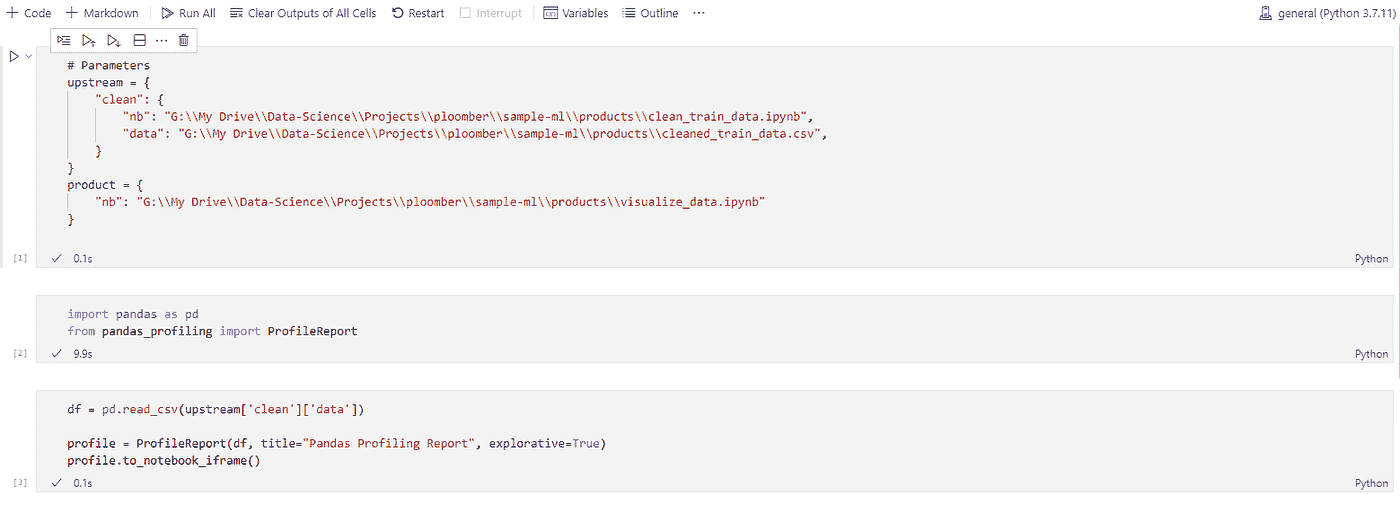 Code Markdown Run All Clear Outputs of All Cells Restart Interrupt Variables Outline ... general (Python 3.7.11)
# Parameters
upstream = {
    "clean": {
        "nb": "G:\\My Drive\\Data-Science\\Projects\\ploomber\\sample-ml\\products\\clean_train_data.ipynb",
        "data": "G:\\My Drive\\Data-Science\\Projects\\ploomber\\sample-ml\\products\\cleaned_train_data.csv",
    }
}
product = {
    "nb": "G:\\My Drive\\Data-Science\\Projects\\ploomber\\sample-ml\\products\\visualize_data.ipynb"
}
[1] 0.1s Python
import pandas as pd
from pandas_profiling import ProfileReport
[2] 9.9s Python
df = pd.read_csv(upstream['clean']['data'])
profile = ProfileReport(df, title="Pandas Profiling Report", explorative=True)
profile.to_notebook_iframe()
[3] 0.1s Python